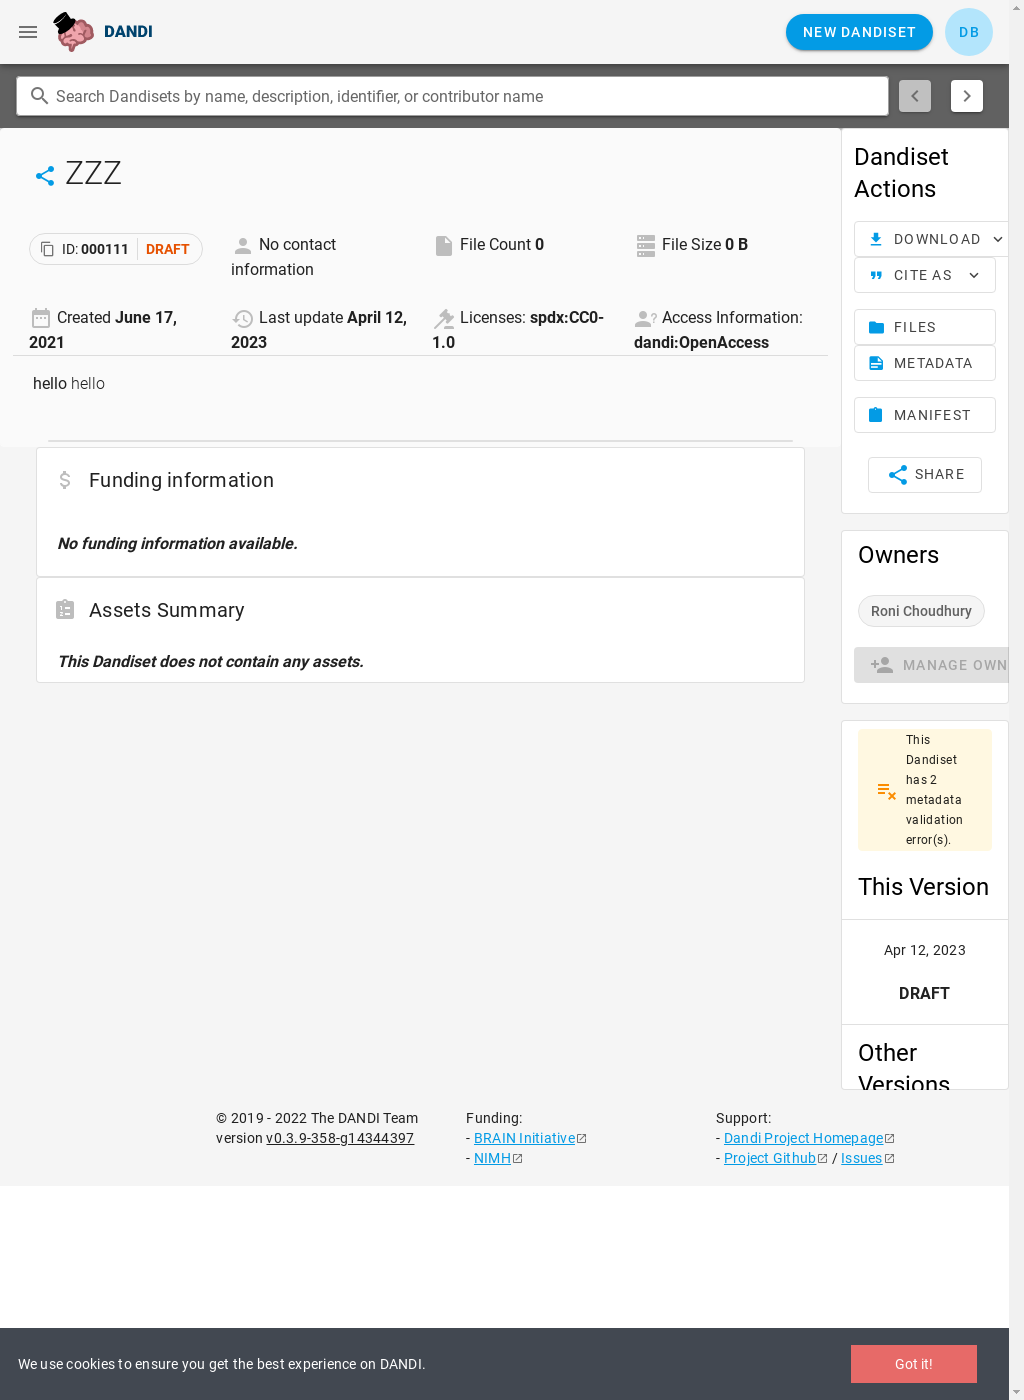 DANDI
NEW DANDISET
DB
Search Dandisets by name, description, identifier, or contributor name
ZZZ
ID: 000111 DRAFT
No contact
information
File Count 0
File Size 0 B
Created June 17,
2021
Last update April 12,
2023
Licenses: spdx:CC0-
1.0
Access Information:
dandi:OpenAccess
hello hello
Funding information
No funding information available.
Assets Summary
This Dandiset does not contain any assets.
Dandiset
Actions
DOWNLOAD
CITE AS
FILES
METADATA
MANIFEST
SHARE
Owners
Roni Choudhury
MANAGE OWN
This
Dandiset
has 2
metadata
validation
error(s).
This Version
Apr 12, 2023
DRAFT
Other
Versions
© 2019 - 2022 The DANDI Team
version v0.3.9-358-g14344397
Funding:
- BRAIN Initiative
- NIMH
Support:
- Dandi Project Homepage
- Project Github / Issues
We use cookies to ensure you get the best experience on DANDI.
Got it!